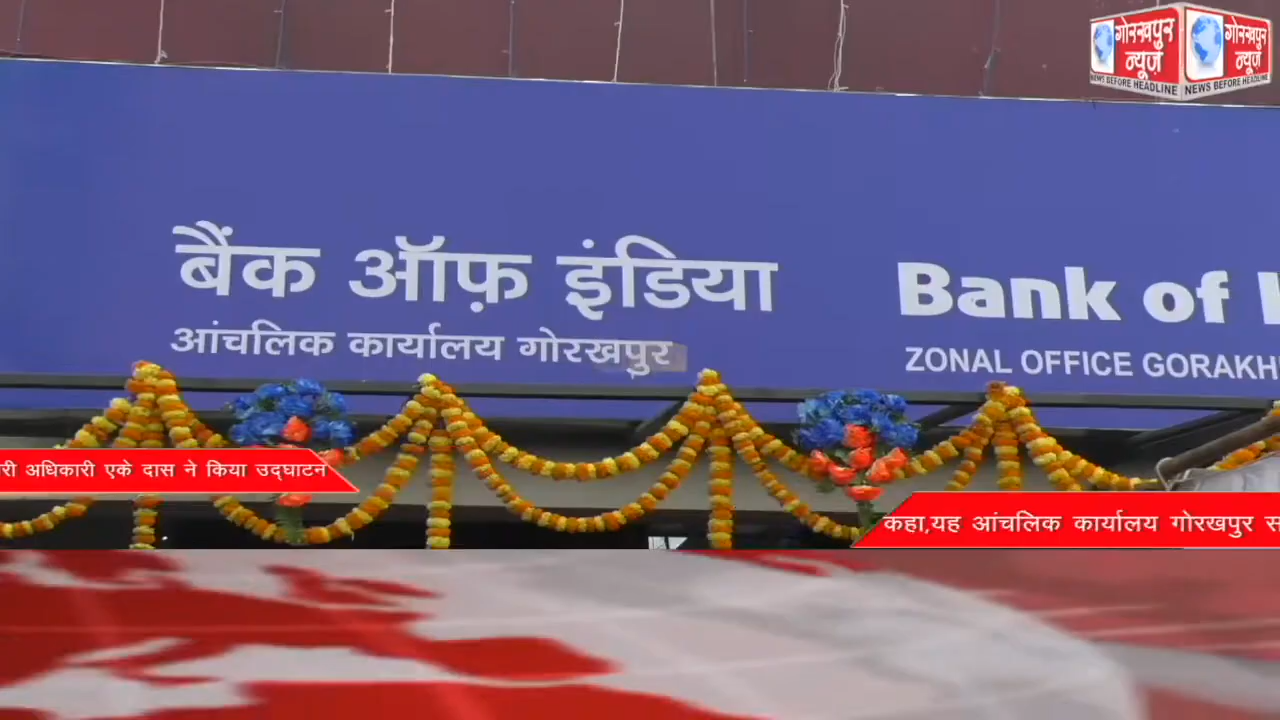 गोरखपुर न्यूज़
NEWS BEFORE HEADLINE
गोरखपुर न्यूज़
NEWS BEFORE HEADLINE
बैंक ऑफ़ इंडिया
आंचलिक कार्यालय गोरखपुर
Bank of
ZONAL OFFICE GORAKH
अधिकारी एके दास ने किया उद्घाटन
कहा,यह आंचलिक कार्यालय गोरखपुर